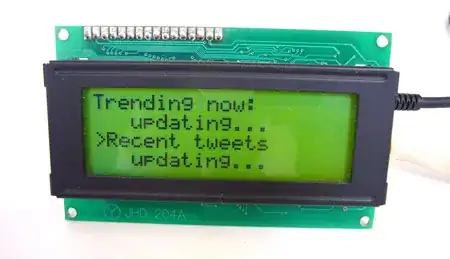 Trending now:
updating...
>Recent tweets
updating...
JHD 204A